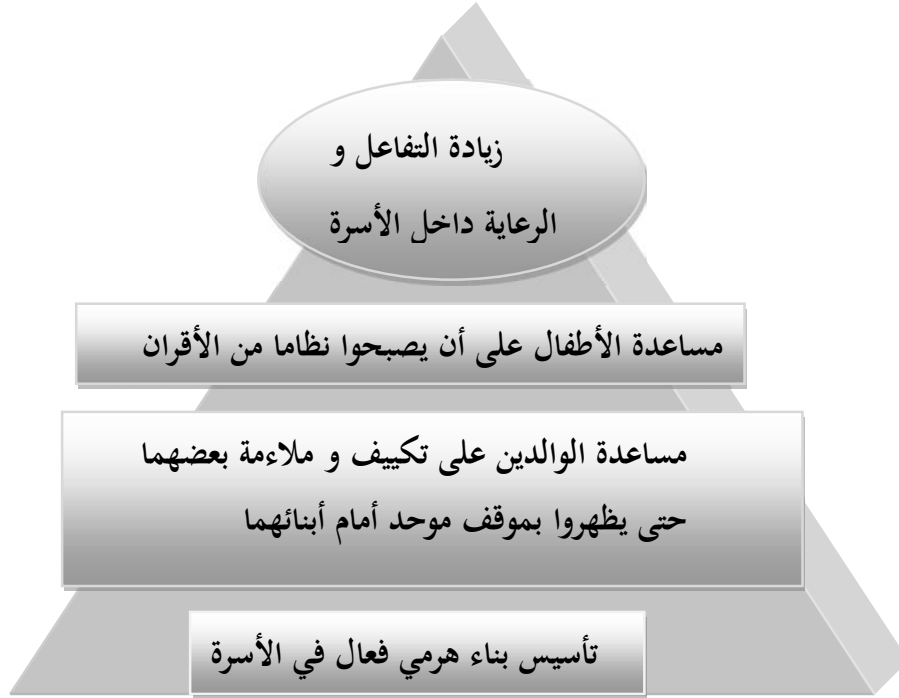 زيادة التفاعل و
الرعاية داخل الأسرة
مساعدة الأطفال على أن يصبحوا نظاما من الأقران
مساعدة الوالدين على تكييف و ملاءمة بعضهما
حتى يظهروا بموقف موحد أمام أبنائهما
تأسيس بناء هرمي فعال في الأسرة